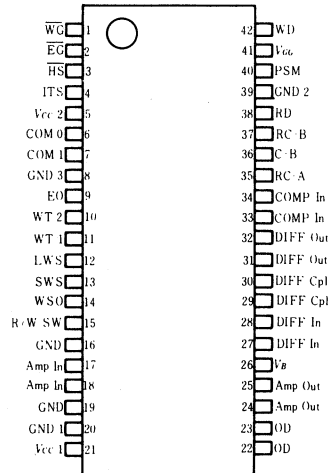 W̅G̅ 1 42 WD
E̅G̅ 2 41 VGG
H̅S̅ 3 40 PSM
ITS 4 39 GND 2
Vcc 2 5 38 RD
COM 0 6 37 RC-B
COM 1 7 36 C-B
GND 3 8 35 RC-A
EO 9 34 COMP In
WT 2 10 33 COMP In
WT 1 11 32 DIFF Out
LWS 12 31 DIFF Out
SWS 13 30 DIFF Cpl
WSO 14 29 DIFF Cpl
R/W SW 15 28 DIFF In
GND 16 27 DIFF In
Amp In 17 26 VB
Amp In 18 25 Amp Out
GND 19 24 Amp Out
GND 1 20 23 OD
Vcc 1 21 22 OD